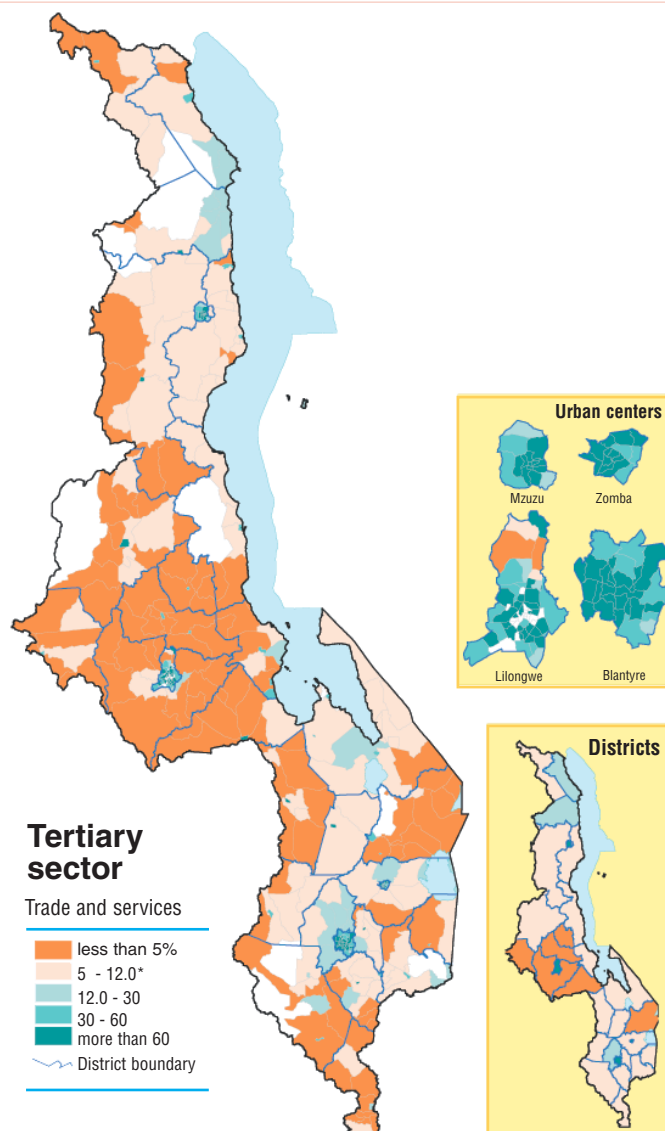 Urban centers
Mzuzu
Zomba
Lilongwe
Blantyre
Districts
Tertiary
sector
Trade and services
less than 5%
5 - 12.0*
12.0 - 30
30 - 60
more than 60
District boundary